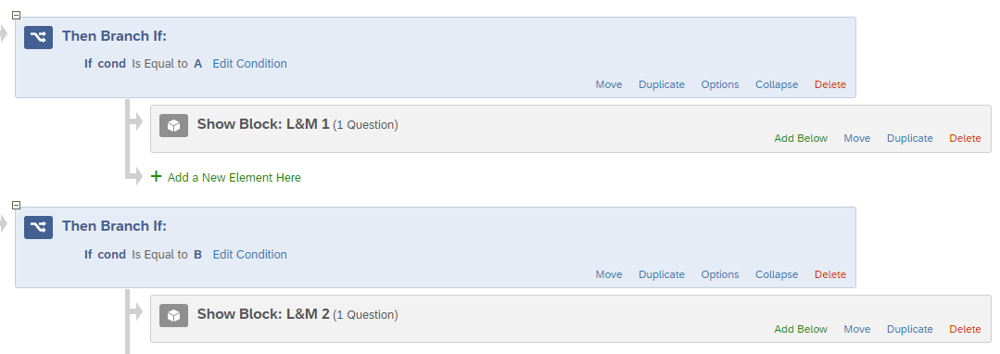 Then Branch If:
If cond Is Equal to A Edit Condition
Move Duplicate Options Collapse Delete
Show Block: L&M 1 (1 Question)
Add Below Move Duplicate Delete
+ Add a New Element Here
Then Branch If:
If cond Is Equal to B Edit Condition
Move Duplicate Options Collapse Delete
Show Block: L&M 2 (1 Question)
Add Below Move Duplicate Delete